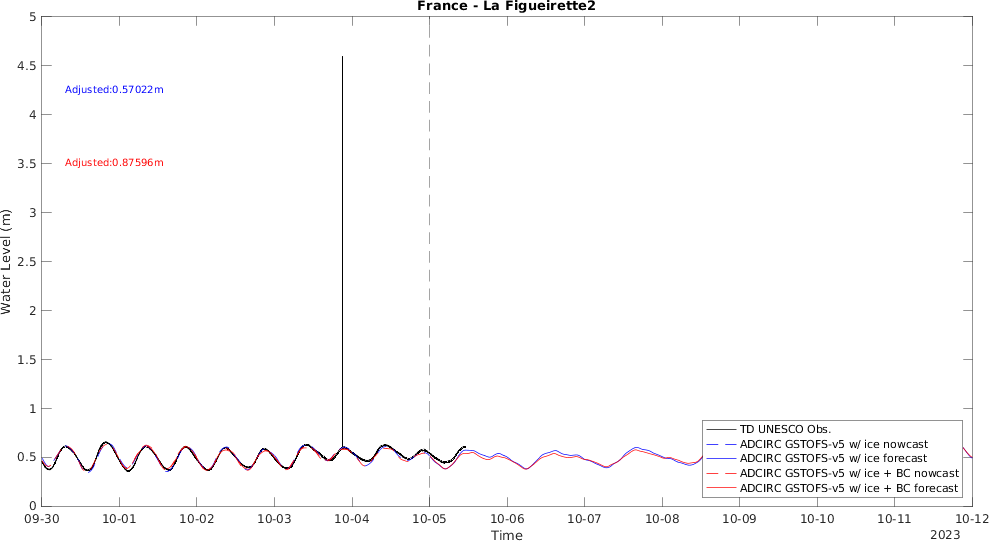 France - La Figueirette2
5
4.5
4
3.5
3
2.5
2
1.5
1
0.5
0
Water Level (m)
Adjusted:0.57022m
Adjusted:0.87596m
TD UNESCO Obs.
ADCIRC GSTOFS-v5 w/ ice nowcast
ADCIRC GSTOFS-v5 w/ ice forecast
ADCIRC GSTOFS-v5 w/ ice + BC nowcast
ADCIRC GSTOFS-v5 w/ ice + BC forecast
09-30 10-01 10-02 10-03 10-04 10-05 10-06 10-07 10-08 10-09 10-10 10-11 10-12
Time
2023